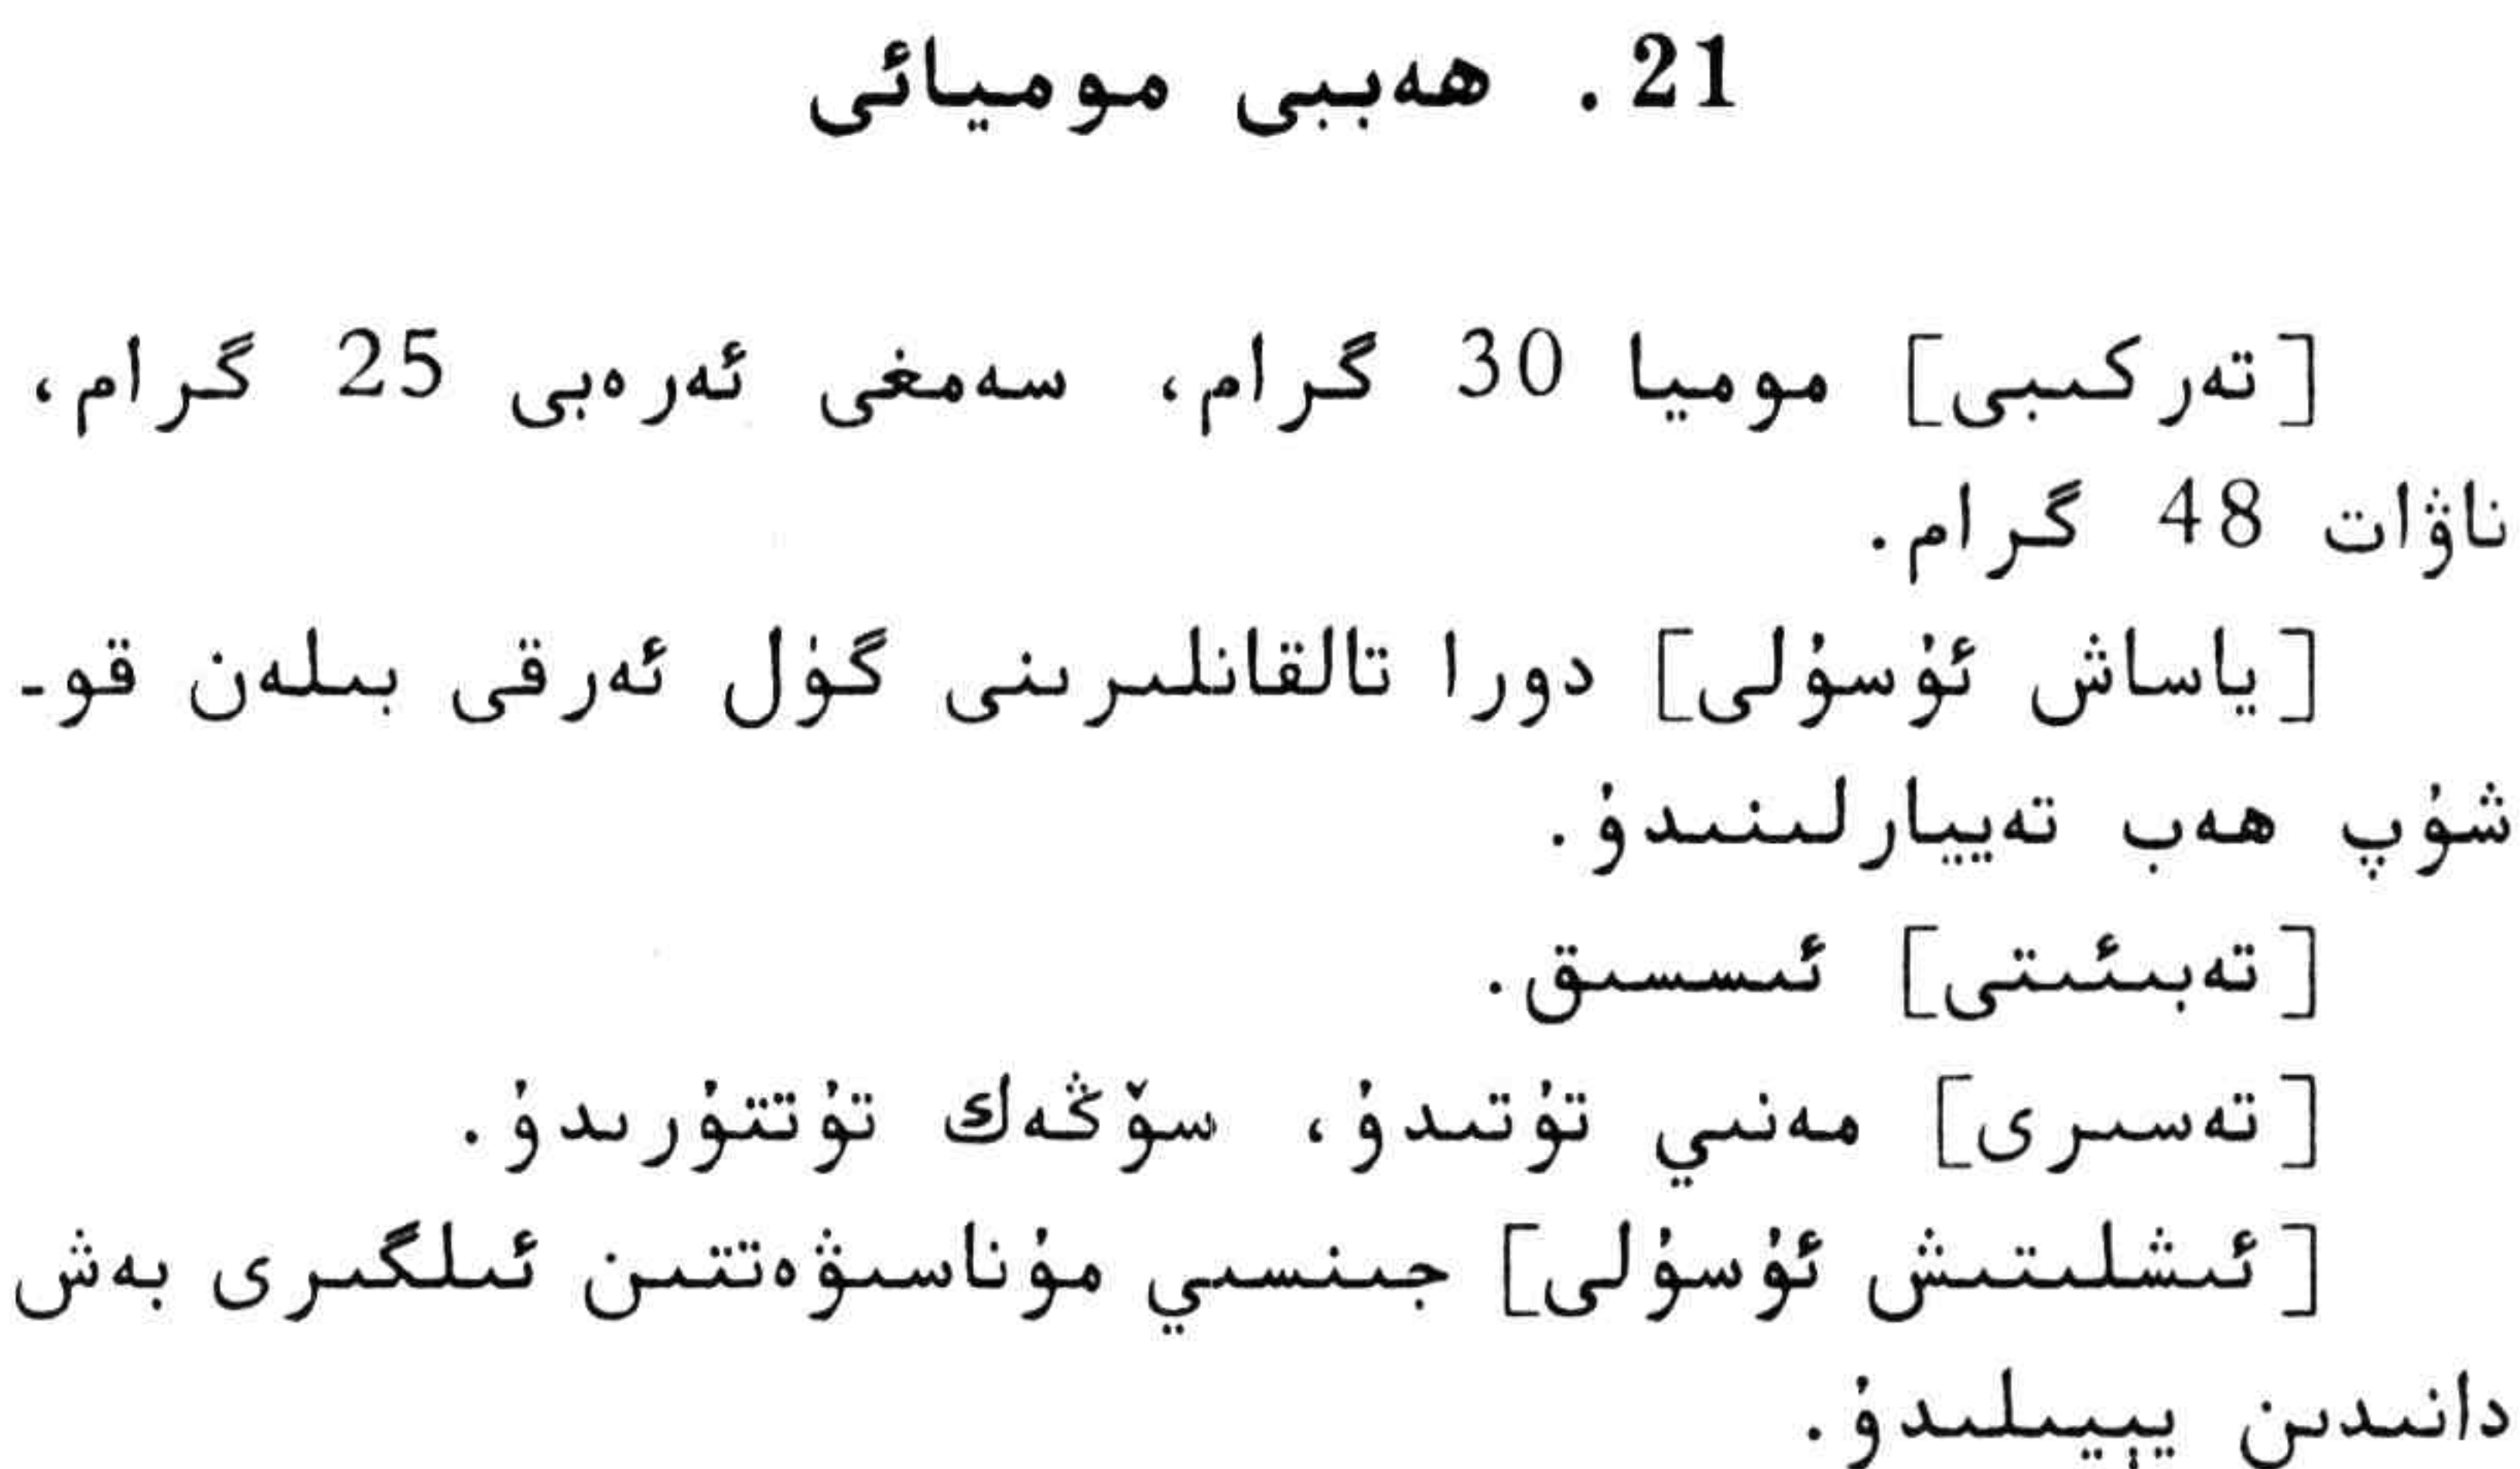 21. ھەببى مومىيائى
[تەركىبى] مومىيا 30 گرام، سەمغى ئەرەبى 25 گرام،
ناۋات 48 گرام.
[ياساش ئۇسۇلى] دورا تالقانلىرىنى گۈل ئەرقى بىلەن قو-
شۇپ ھەب تەييارلىنىدۇ.
[تەبىئىتى] ئىسسىق.
[تەسىرى] مەنىي تۇتىدۇ، سۆڭەك تۇتتۇرىدۇ.
[ئىشلىتىش ئۇسۇلى] جىنسىي مۇناسىۋەتتىن ئىلگىرى بەش
دانىدىن يېيىلىدۇ.